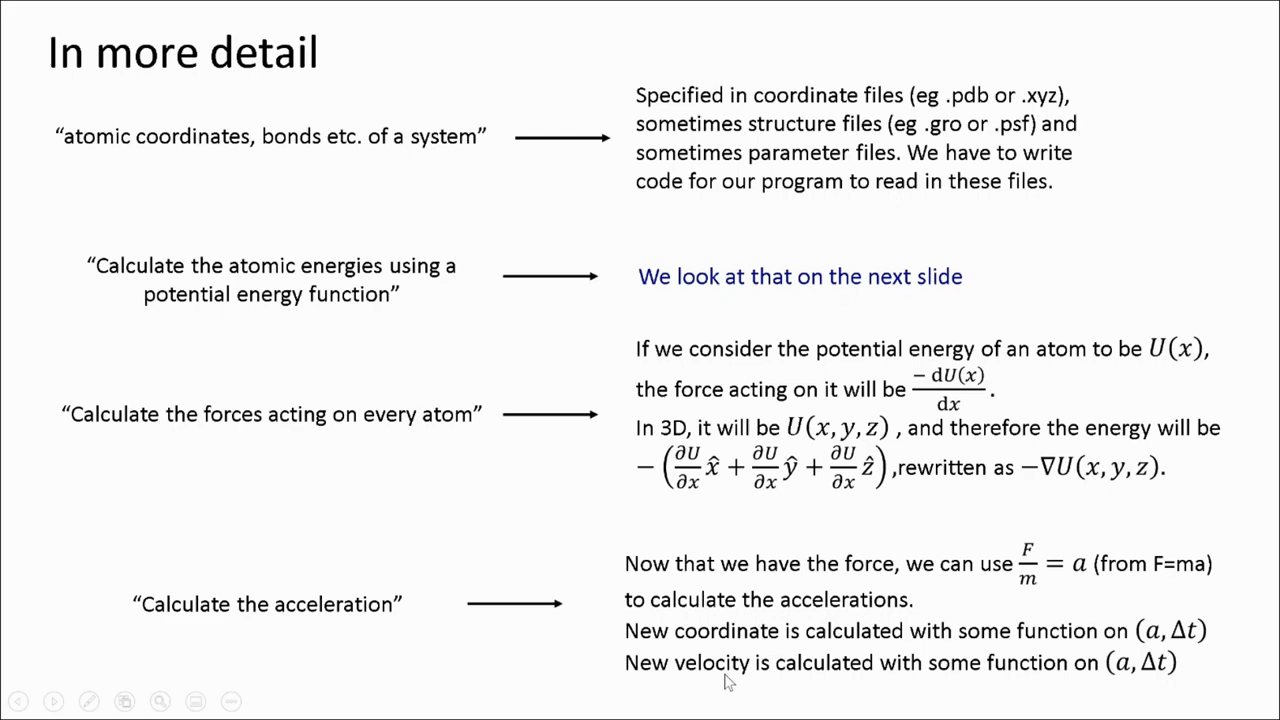 In more detail
“atomic coordinates, bonds etc. of a system”
Specified in coordinate files (eg .pdb or .xyz),
sometimes structure files (eg .gro or .psf) and
sometimes parameter files. We have to write
code for our program to read in these files.
“Calculate the atomic energies using a
potential energy function”
We look at that on the next slide
“Calculate the forces acting on every atom”
If we consider the potential energy of an atom to be U(x),
the force acting on it will be − dU(x)/dx .
In 3D, it will be U(x, y, z) , and therefore the energy will be
−(∂U/∂x x̂ + ∂U/∂x ŷ + ∂U/∂x ẑ) ,rewritten as −∇U(x, y, z).
“Calculate the acceleration”
Now that we have the force, we can use F/m = a (from F=ma)
to calculate the accelerations.
New coordinate is calculated with some function on (a, Δt)
New velocity is calculated with some function on (a, Δt)